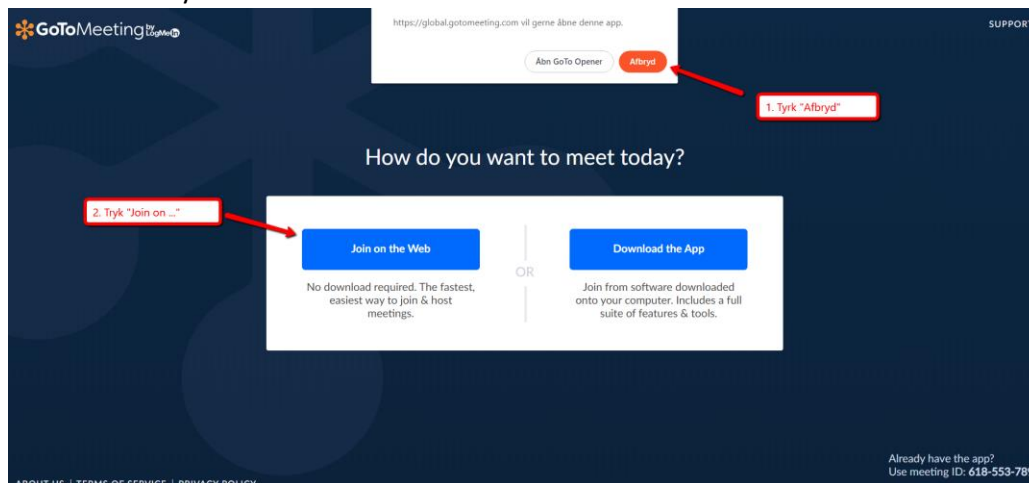 GoToMeeting by LogMeIn
https://global.gotomeeting.com vil gerne åbne denne app.
SUPPORT
Åbn GoTo Opener
Afbryd
1. Tyrk "Afbryd"
How do you want to meet today?
2. Tryk "Join on ..."
Join on the Web
No download required. The fastest,
easiest way to join & host
meetings.
OR
Download the App
Join from software downloaded
onto your computer. Includes a full
suite of features & tools.
Already have the app?
Use meeting ID: 618-553-789
ABOUT US | TERMS OF SERVICE | PRIVACY POLICY